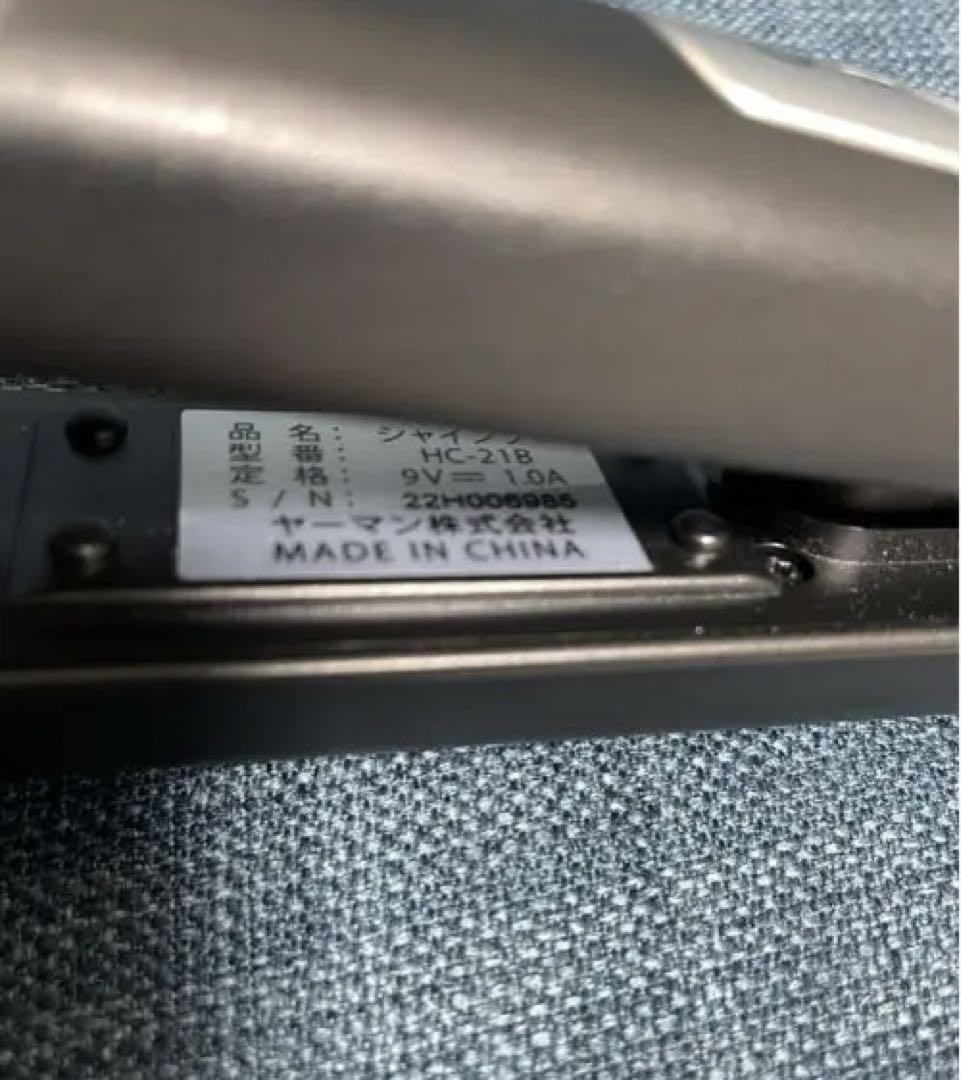 品 名： シャインプ
型 番： HC-21B
定 格： 9V⎓1.0A
S / N： 22H006985
ヤーマン株式会社
MADE IN CHINA